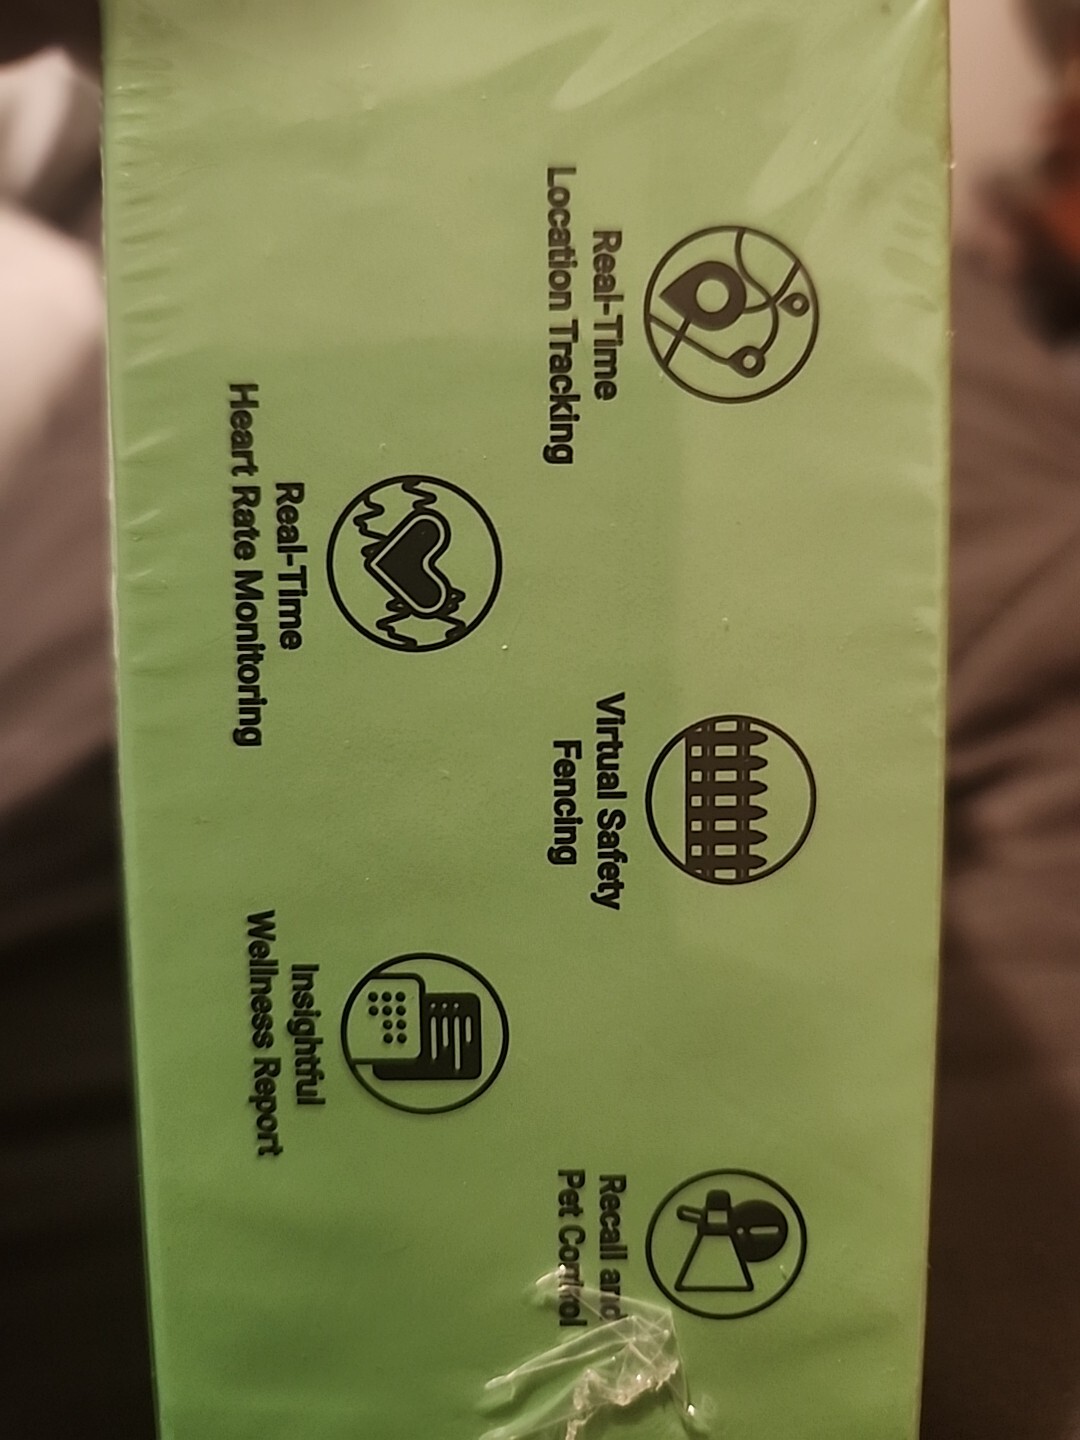 Real-Time
Location Tracking
Virtual Safety
Fencing
Recall and
Pet Control
Real-Time
Heart Rate Monitoring
Insightful
Wellness Report